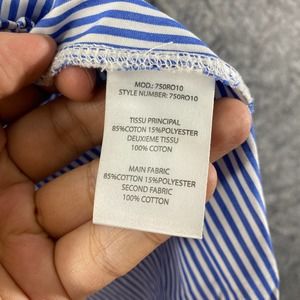 MOD.: 750RO10
STYLE NUMBER: 750RO10
TISSU PRINCIPAL
85%COTON 15%POLYESTER
DEUXIEME TISSU
100% COTON
MAIN FABRIC
85%COTTON 15%POLYESTER
SECOND FABRIC
100% COTTON